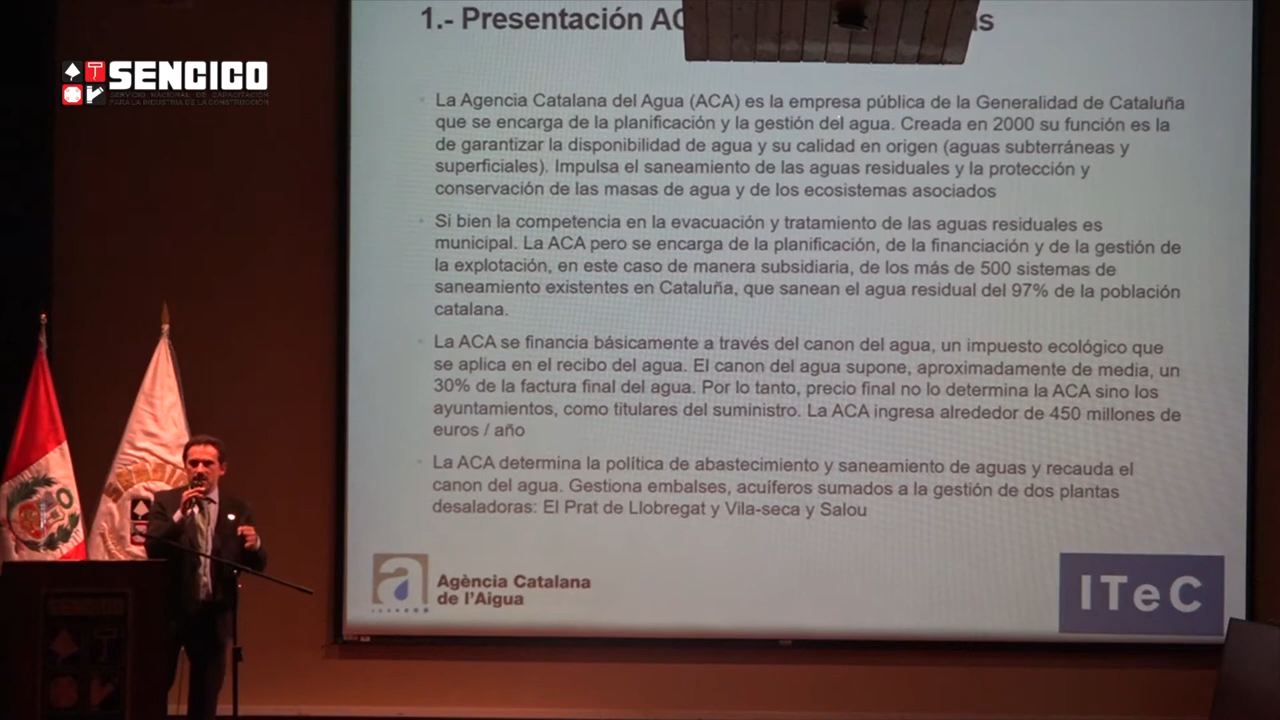 1.- Presentación
SENCICO
SERVICIO NACIONAL DE CAPACITACIÓN
PARA LA INDUSTRIA DE LA CONSTRUCCIÓN
La Agencia Catalana del Agua (ACA) es la empresa pública de la Generalidad de Cataluña
que se encarga de la planificación y la gestión del agua. Creada en 2000 su función es la
de garantizar la disponibilidad de agua y su calidad en origen (aguas subterráneas y
superficiales). Impulsa el saneamiento de las aguas residuales y la protección y
conservación de las masas de agua y de los ecosistemas asociados
Si bien la competencia en la evacuación y tratamiento de las aguas residuales es
municipal. La ACA pero se encarga de la planificación, de la financiación y de la gestión de
la explotación, en este caso de manera subsidiaria, de los más de 500 sistemas de
saneamiento existentes en Cataluña, que sanean el agua residual del 97% de la población
catalana.
La ACA se financia básicamente a través del canon del agua, un impuesto ecológico que
se aplica en el recibo del agua. El canon del agua supone, aproximadamente de media, un
30% de la factura final del agua. Por lo tanto, precio final no lo determina la ACA sino los
ayuntamientos, como titulares del suministro. La ACA ingresa alrededor de 450 millones de
euros / año
La ACA determina la política de abastecimiento y saneamiento de aguas y recauda el
canon del agua. Gestiona embalses, acuíferos sumados a la gestión de dos plantas
desaladoras: El Prat de Llobregat y Vila-seca y Salou
Agència Catalana
de l'Aigua
ITeC